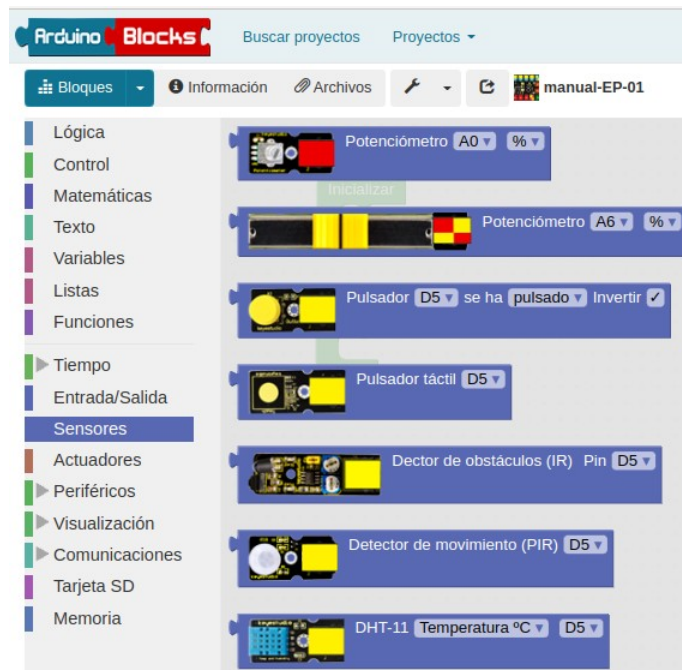 Arduino Blocks
Buscar proyectos
Proyectos
Bloques
Información
Archivos
manual-EP-01
Lógica
Control
Matemáticas
Texto
Variables
Listas
Funciones
Tiempo
Entrada/Salida
Sensores
Actuadores
Periféricos
Visualización
Comunicaciones
Tarjeta SD
Memoria
Potenciómetro A0 %
Inicializar
Potenciómetro A6 %
Pulsador D5 se ha pulsado Invertir
Pulsador táctil D5
Dector de obstáculos (IR) Pin D5
Detector de movimiento (PIR) D5
DHT-11 Temperatura ºC D5